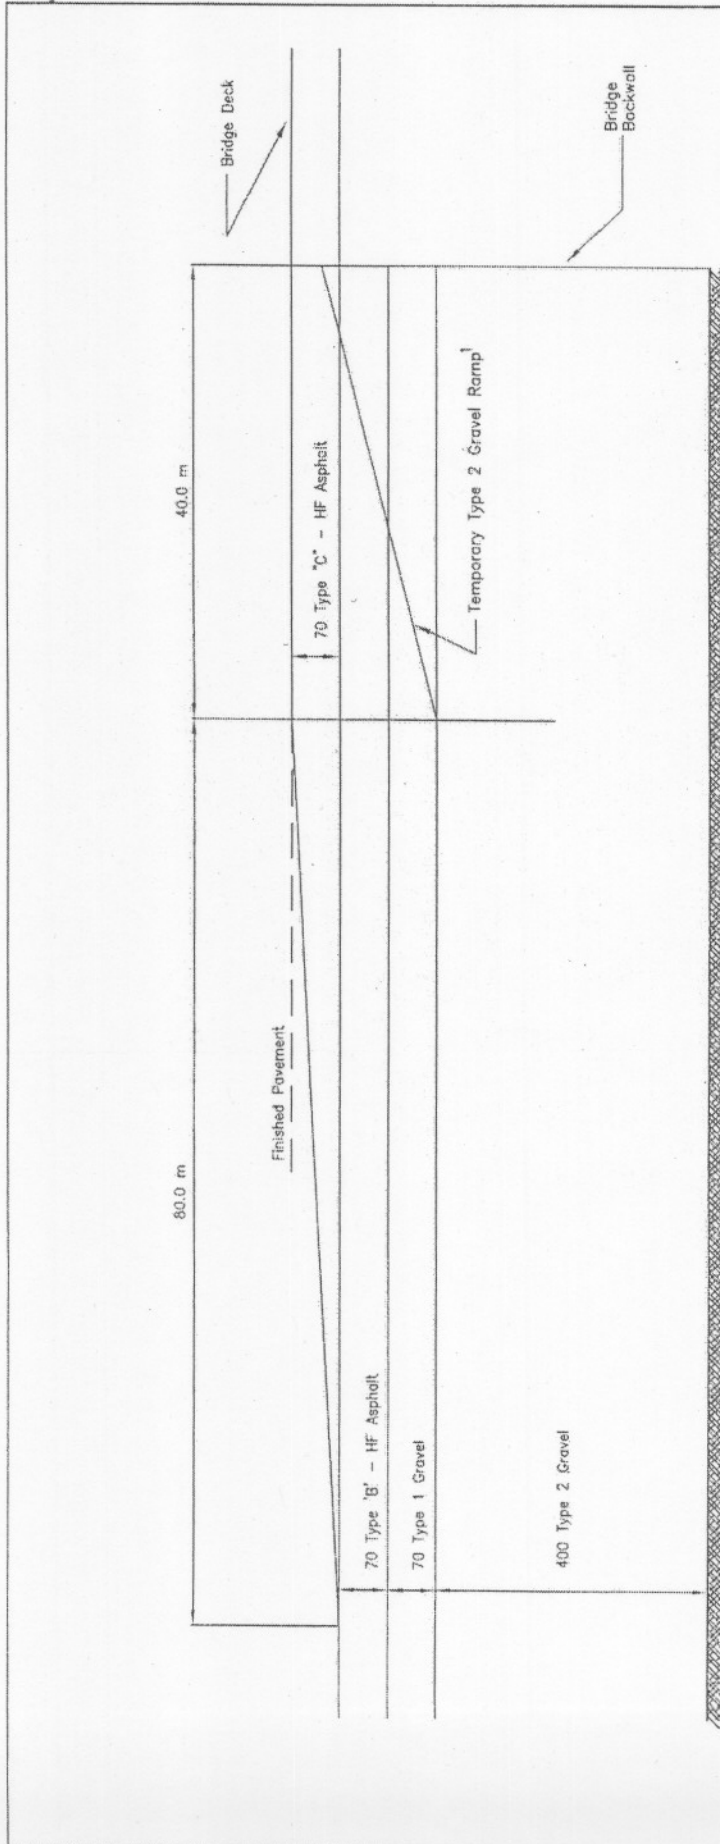 Bridge Deck
Bridge
Backwall
40.0 m
70 Type "C" - HF Asphalt
Temporary Type 2 Gravel Ramp¹
Finished Pavement
80.0 m
70 Type 'B' - HF Asphalt
70 Type 1 Gravel
400 Type 2 Gravel